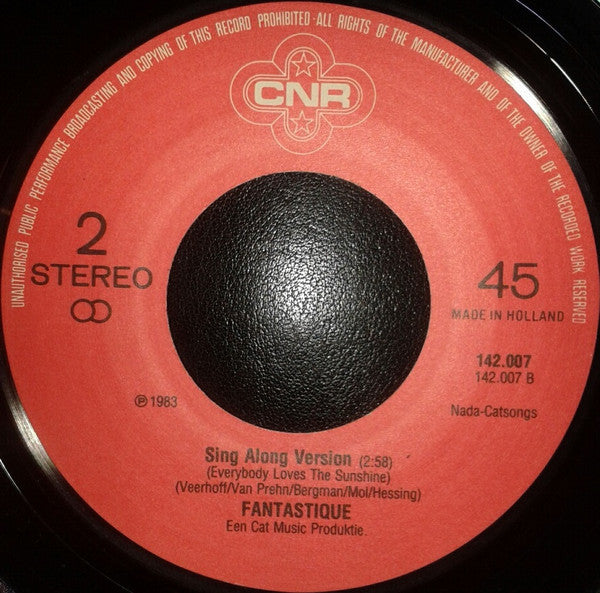 UNAUTHORISED PUBLIC PERFORMANCE BROADCASTING AND COPYING OF THIS RECORD PROHIBITED·ALL RIGHTS OF THE MANUFACTURER AND OF THE OWNER OF THE RECORDED WORK RESERVED
CNR
2
STEREO
45
MADE IN HOLLAND
142.007
142.007 B
℗ 1983
Nada-Catsongs
Sing Along Version (2:58)
(Everybody Loves The Sunshine)
(Veerhoff/Van Prehn/Bergman/Mol/Hessing)
FANTASTIQUE
Een Cat Music Produktie